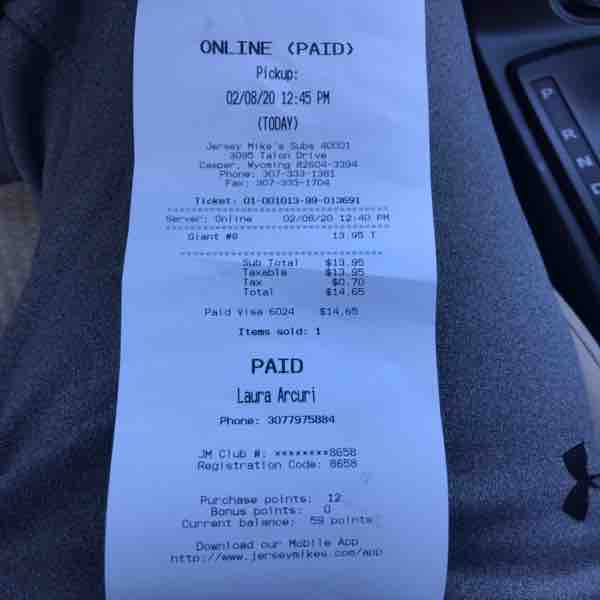 ONLINE (PAID)
Pickup:
02/08/20 12:45 PM
(TODAY)
Jersey Mike's Subs 40001
3095 Talon Drive
Casper, Wyoming 82604-3394
Phone: 307-333-1381
Fax: 307-333-1704
Ticket: 01-001013-99-013691
Server: Online 02/08/20 12:40 PM
Giant #8 13.95 T
Sub Total $13.95
Taxable $13.95
Tax $0.70
Total $14.65
Paid Visa 6024 $14.65
Items sold: 1
PAID
Laura Arcuri
Phone: 3077975884
JM Club #: ********8658
Registration Code: 8658
Purchase points: 12
Bonus points: 0
Current balance: 59 points
Download our Mobile App
http://www.jerseymikes.com/app
P
R
N
D